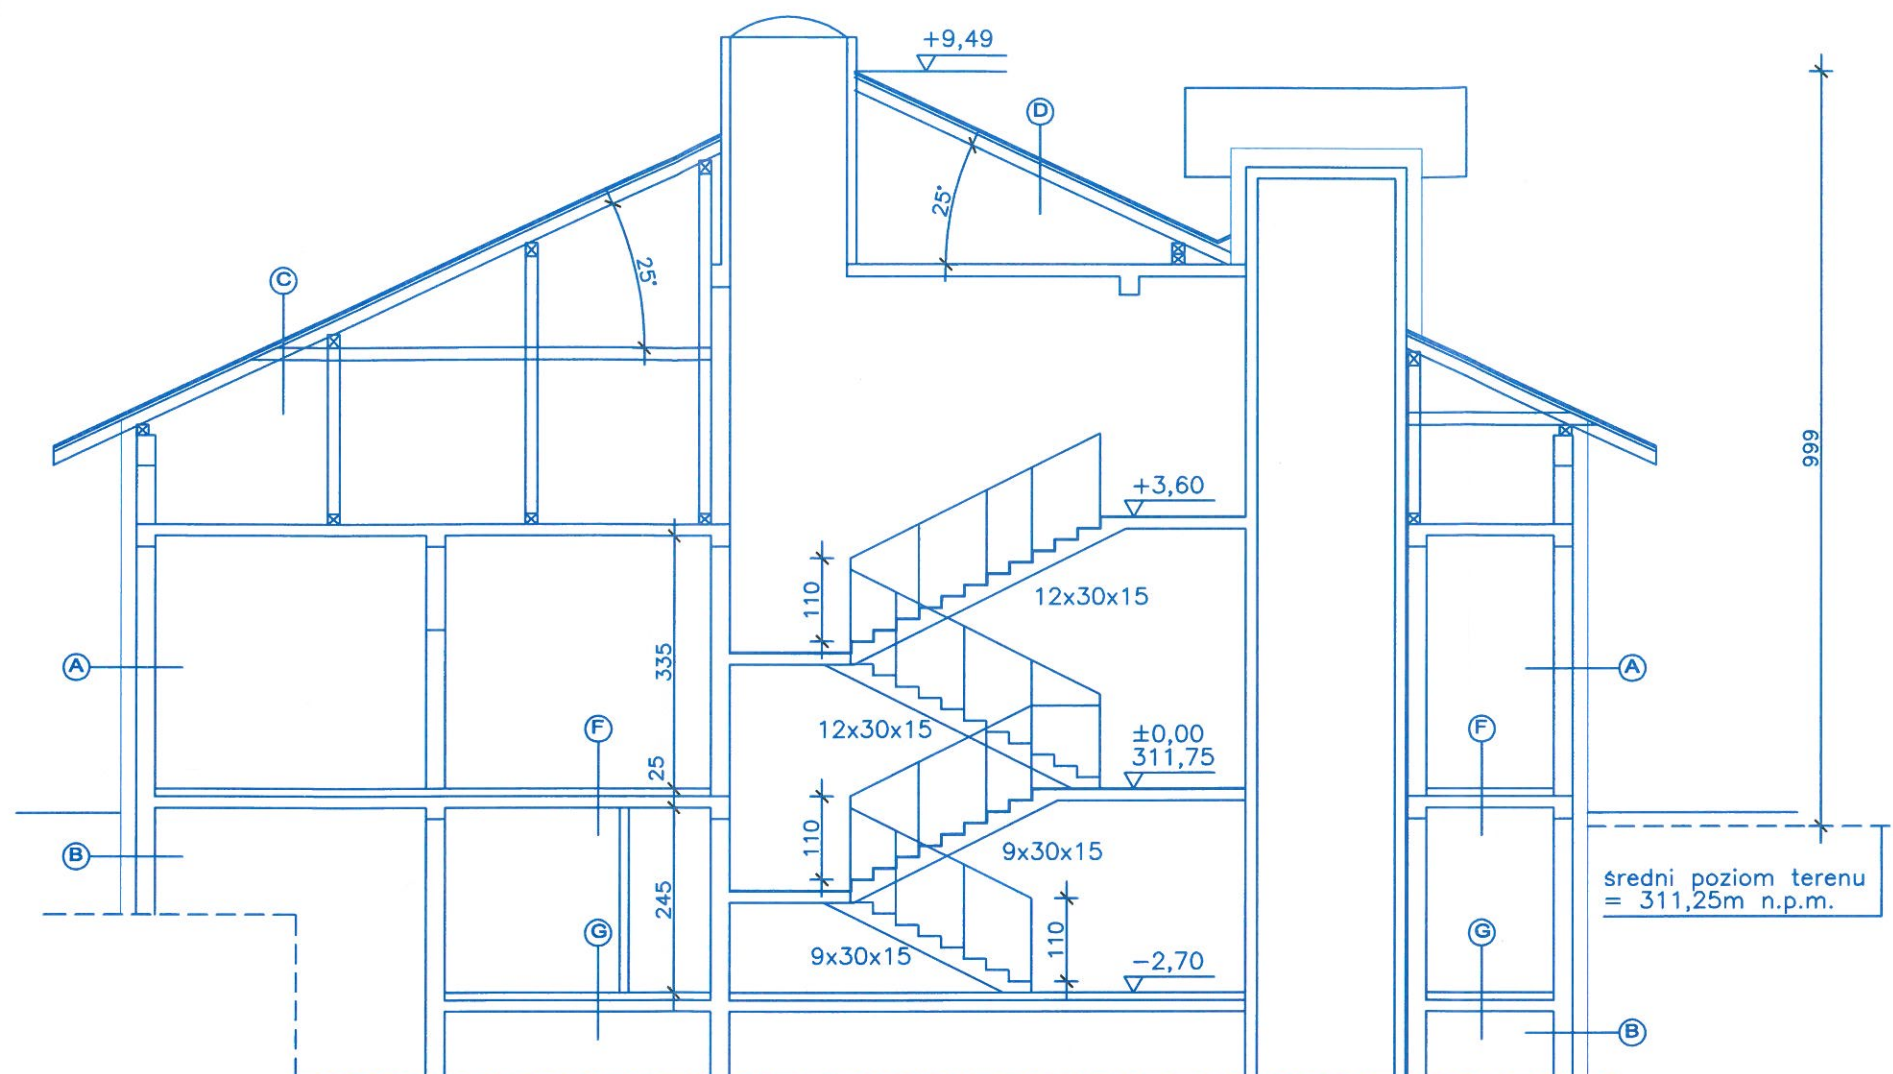 +9,49
D
25°
C
25°
999
+3,60
110
12x30x15
335
A
A
F
12x30x15
±0,00
311,75
F
25
110
9x30x15
B
średni poziom terenu
= 311,25m n.p.m.
245
G
9x30x15
110
-2,70
G
B